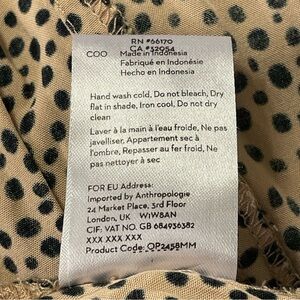 RN #66170
CA #32054
COO Made in Indonesia
Fabriqué en Indonésie
Hecho en Indonesia
Hand wash cold, Do not bleach, Dry
flat in shade, Iron cool, Do not dry
clean
Laver à la main à l'eau froide, Ne pas
javelliser, Appartement sec à
l'ombre, Repasser au fer froid, Ne
pas nettoyer à sec
FOR EU Address:
Imported by Anthropologie
24 Market Place, 3rd Floor
London, UK W1W8AN
CIF: VAT NO. GB 684936382
XXX XXX XXX
Product Code: OP2458MM